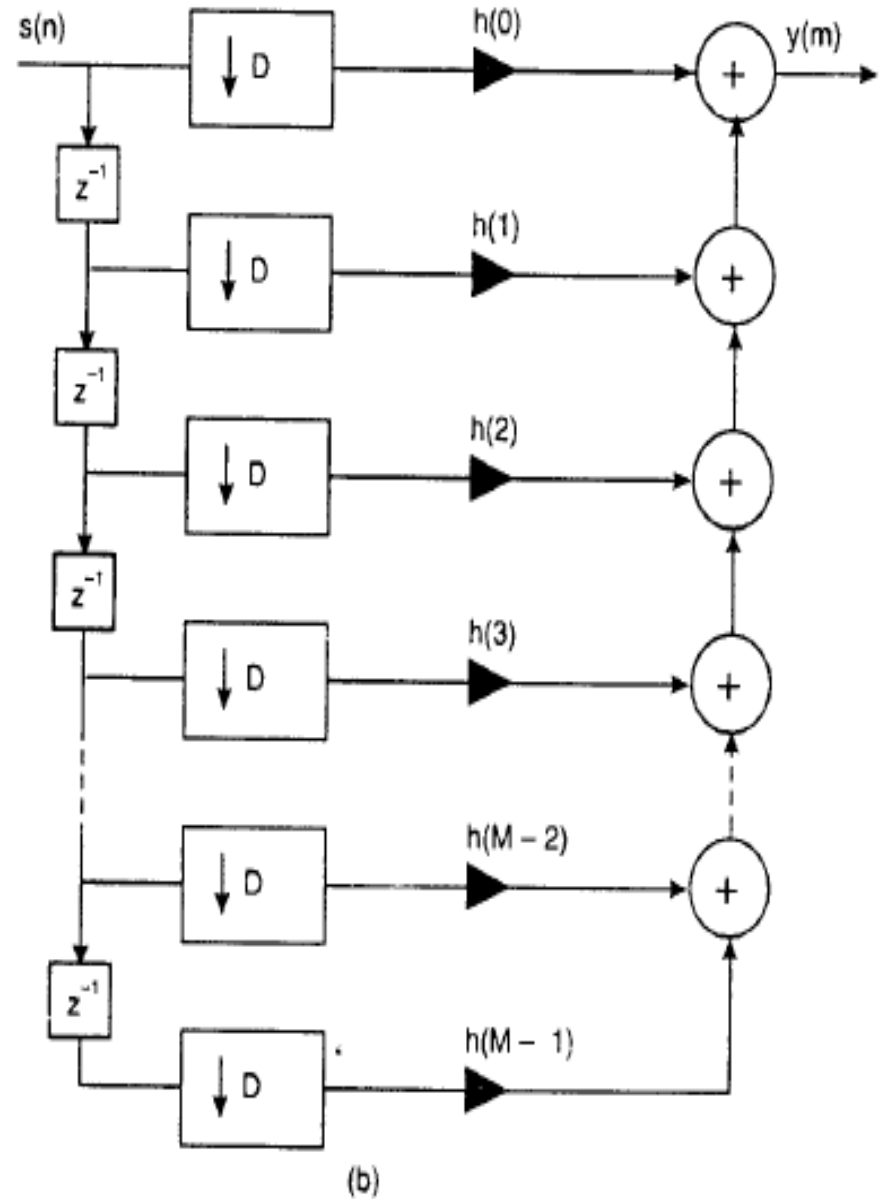 s(n)
h(0)
y(m)
↓ D
+
z⁻¹
h(1)
↓ D
+
z⁻¹
h(2)
↓ D
+
z⁻¹
h(3)
↓ D
+
h(M – 2)
↓ D
+
z⁻¹
h(M – 1)
↓ D
(b)